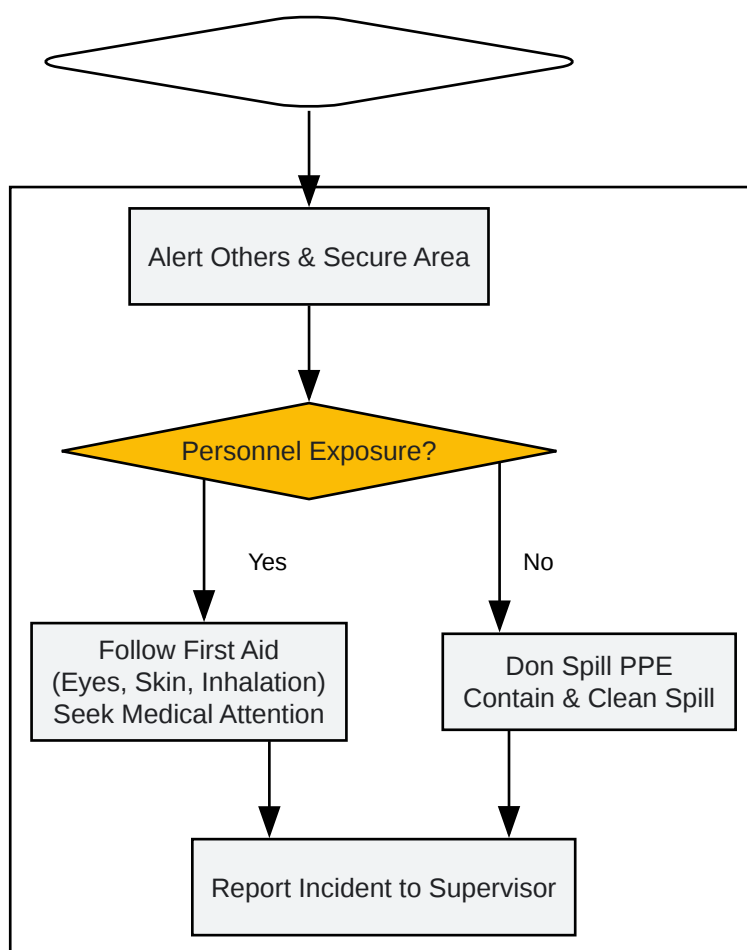 Alert Others & Secure Area
Personnel Exposure?
Yes
No
Follow First Aid
(Eyes, Skin, Inhalation)
Seek Medical Attention
Don Spill PPE
Contain & Clean Spill
Report Incident to Supervisor